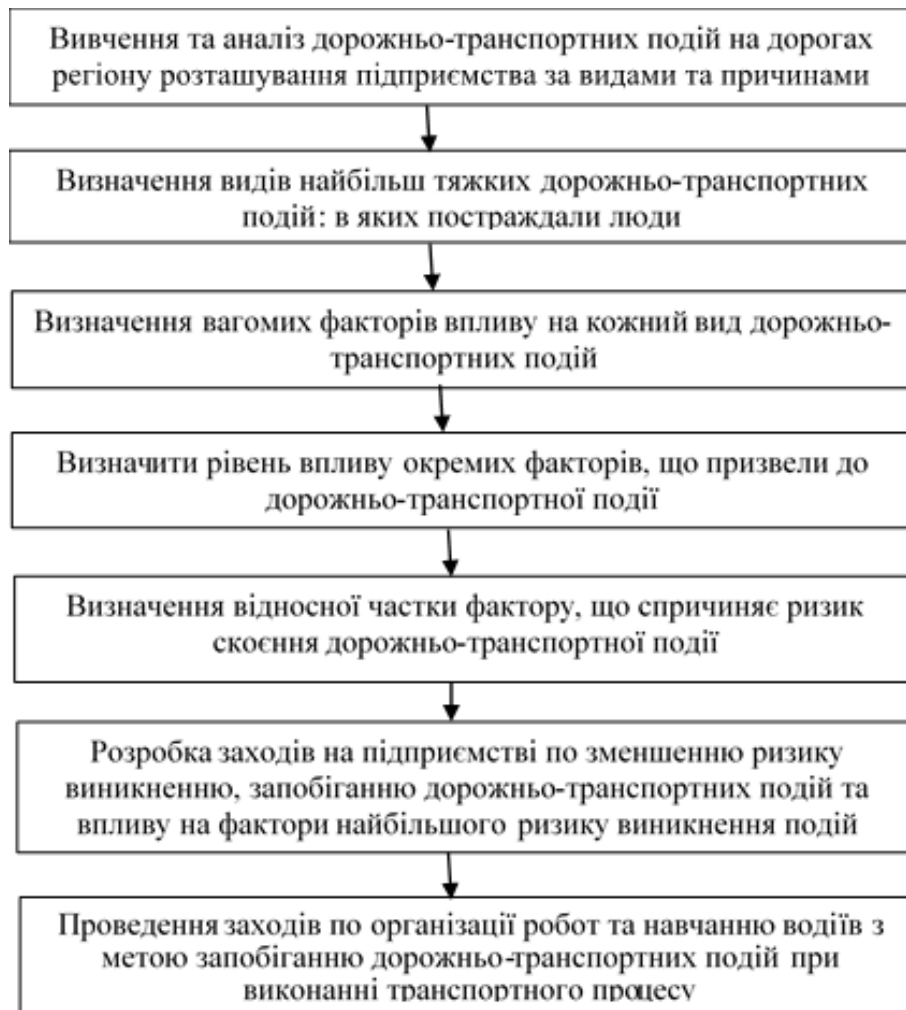 Вивчення та аналіз дорожньо-транспортних подій на дорогах
регіону розташування підприємства за видами та причинами
Визначення видів найбільш тяжких дорожньо-транспортних
подій: в яких постраждали люди
Визначення вагомих факторів впливу на кожний вид дорожньо-
транспортних подій
Визначити рівень впливу окремих факторів, що призвели до
дорожньо-транспортної події
Визначення відносної частки фактору, що спричиняє ризик
скоєння дорожньо-транспортної події
Розробка заходів на підприємстві по зменшенню ризику
виникненню, запобіганню дорожньо-транспортних подій та
впливу на фактори найбільшого ризику виникнення подій
Проведення заходів по організації робот та навчанню водіїв з
метою запобіганню дорожньо-транспортних подій при
виконанні транспортного процесу